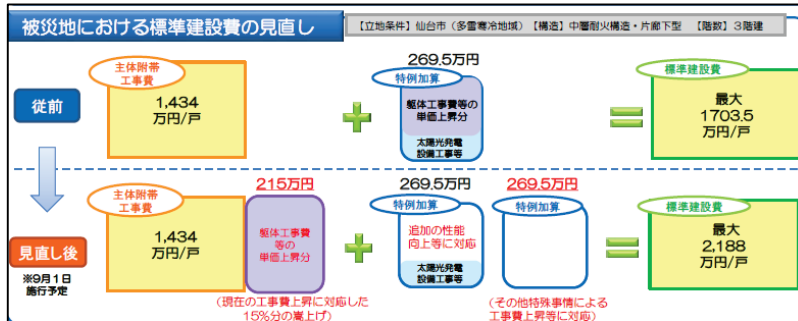 被災地における標準建設費の見直し
【立地条件】仙台市（多雪寒冷地域）【構造】中層耐火構造・片廊下型 【階数】３階建
従前
主体附帯
工事費
1,434
万円/戸
269.5万円
特例加算
躯体工事費等の
単価上昇分
太陽光発電
設備工事等
標準建設費
最大
1703.5
万円/戸
見直し後
※9月1日
施行予定
主体附帯
工事費
1,434
万円/戸
215万円
躯体工事費
等の
単価上昇分
（現在の工事費上昇に対応した
15％分の嵩上げ）
269.5万円
特例加算
追加の性能
向上等に対応
太陽光発電
設備工事等
269.5万円
特例加算
（その他特殊事情による
工事費上昇等に対応）
標準建設費
最大
2,188
万円/戸